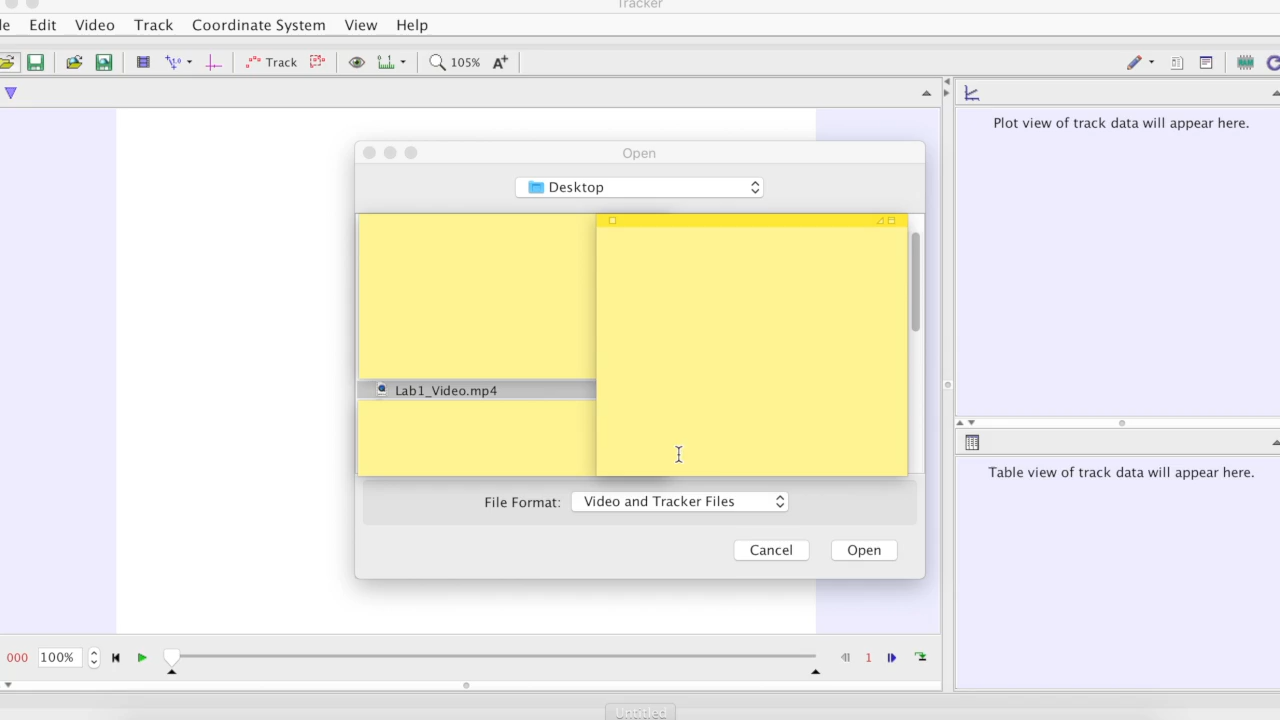 Tracker
le Edit Video Track Coordinate System View Help
Track 105% A+
Plot view of track data will appear here.
Open
Desktop
Lab1_Video.mp4
Table view of track data will appear here.
File Format: Video and Tracker Files
Cancel Open
000 100% 1
Untitled